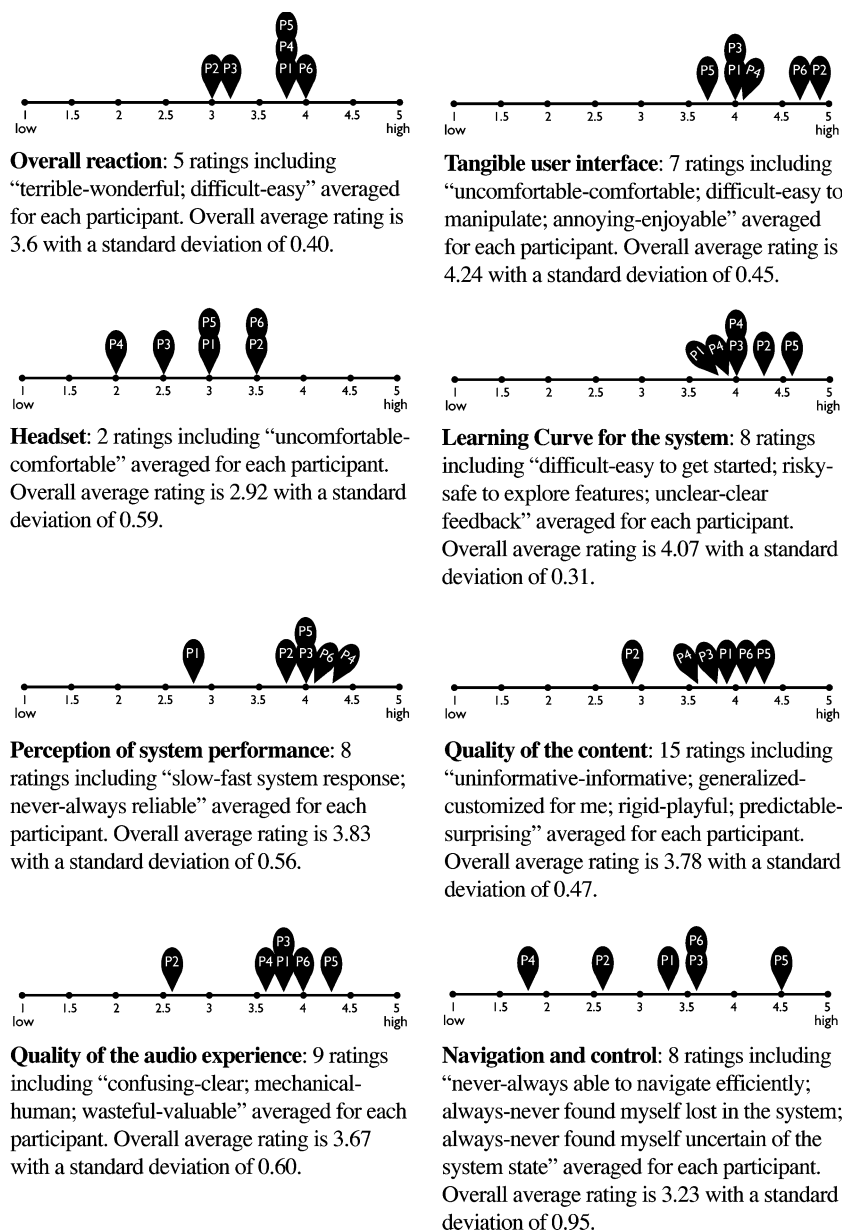 P5
P4
P2 P3 P1 P6
1 1.5 2 2.5 3 3.5 4 4.5 5
low high
Overall reaction: 5 ratings including
“terrible-wonderful; difficult-easy” averaged
for each participant. Overall average rating is
3.6 with a standard deviation of 0.40.
P3
P5 P1 P4 P6 P2
1 1.5 2 2.5 3 3.5 4 4.5 5
low high
Tangible user interface: 7 ratings including
“uncomfortable-comfortable; difficult-easy to
manipulate; annoying-enjoyable” averaged
for each participant. Overall average rating is
4.24 with a standard deviation of 0.45.
P5 P6
P4 P3 P1 P2
1 1.5 2 2.5 3 3.5 4 4.5 5
low high
Headset: 2 ratings including “uncomfortable-
comfortable” averaged for each participant.
Overall average rating is 2.92 with a standard
deviation of 0.59.
P4
P1 P4 P3 P2 P5
1 1.5 2 2.5 3 3.5 4 4.5 5
low high
Learning Curve for the system: 8 ratings
including “difficult-easy to get started; risky-
safe to explore features; unclear-clear
feedback” averaged for each participant.
Overall average rating is 4.07 with a standard
deviation of 0.31.
P5
P1 P2 P3 P6 P4
1 1.5 2 2.5 3 3.5 4 4.5 5
low high
Perception of system performance: 8
ratings including “slow-fast system response;
never-always reliable” averaged for each
participant. Overall average rating is 3.83
with a standard deviation of 0.56.
P2 P4 P3 P1 P6 P5
1 1.5 2 2.5 3 3.5 4 4.5 5
low high
Quality of the content: 15 ratings including
“uninformative-informative; generalized-
customized for me; rigid-playful; predictable-
surprising” averaged for each participant.
Overall average rating is 3.78 with a standard
deviation of 0.47.
P3
P2 P4 P1 P6 P5
1 1.5 2 2.5 3 3.5 4 4.5 5
low high
Quality of the audio experience: 9 ratings
including “confusing-clear; mechanical-
human; wasteful-valuable” averaged for each
participant. Overall average rating is 3.67
with a standard deviation of 0.60.
P6
P4 P2 P1 P3 P5
1 1.5 2 2.5 3 3.5 4 4.5 5
low high
Navigation and control: 8 ratings including
“never-always able to navigate efficiently;
always-never found myself lost in the system;
always-never found myself uncertain of the
system state” averaged for each participant.
Overall average rating is 3.23 with a standard
deviation of 0.95.